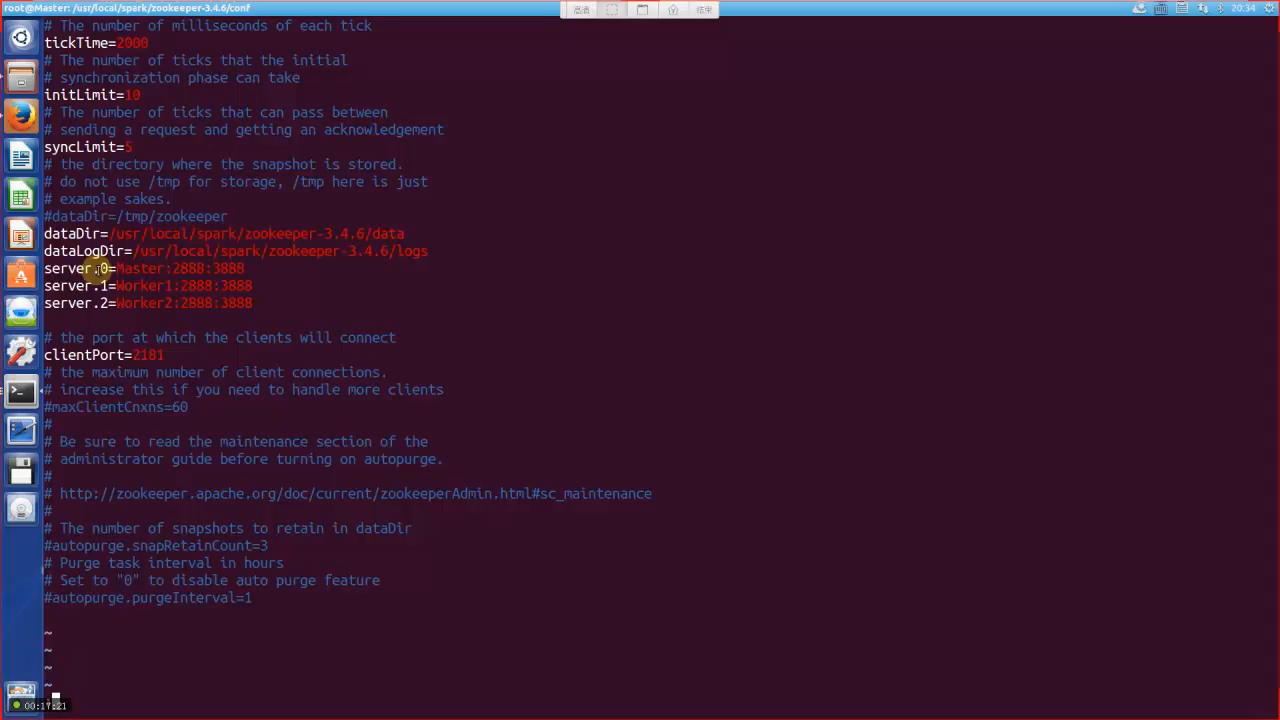 root@Master: /usr/local/spark/zookeeper-3.4.6/conf
结束
20:34
# The number of milliseconds of each tick
tickTime=2000
# The number of ticks that the initial
# synchronization phase can take
initLimit=10
# The number of ticks that can pass between
# sending a request and getting an acknowledgement
syncLimit=5
# the directory where the snapshot is stored.
# do not use /tmp for storage, /tmp here is just
# example sakes.
#dataDir=/tmp/zookeeper
dataDir=/usr/local/spark/zookeeper-3.4.6/data
dataLogDir=/usr/local/spark/zookeeper-3.4.6/logs
server.0=Master:2888:3888
server.1=Worker1:2888:3888
server.2=Worker2:2888:3888
# the port at which the clients will connect
clientPort=2181
# the maximum number of client connections.
# increase this if you need to handle more clients
#maxClientCnxns=60
#
# Be sure to read the maintenance section of the
# administrator guide before turning on autopurge.
#
# http://zookeeper.apache.org/doc/current/zookeeperAdmin.html#sc_maintenance
#
# The number of snapshots to retain in dataDir
#autopurge.snapRetainCount=3
# Purge task interval in hours
# Set to "0" to disable auto purge feature
#autopurge.purgeInterval=1
~
~
~
~
00:17:21